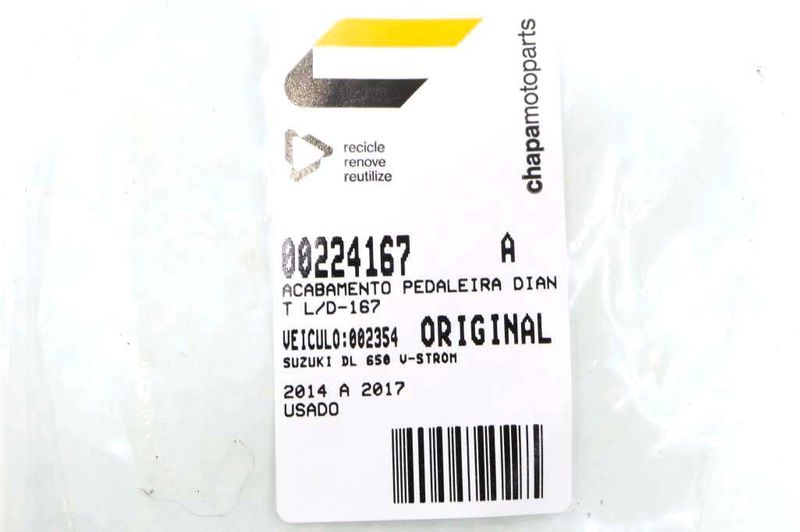 chapamotoparts
recicle
renove
reutilize
00224167 A
ACABAMENTO PEDALEIRA DIAN
T L/D-167
VEICULO:002354 ORIGINAL
SUZUKI DL 650 V-STROM
2014 A 2017
USADO